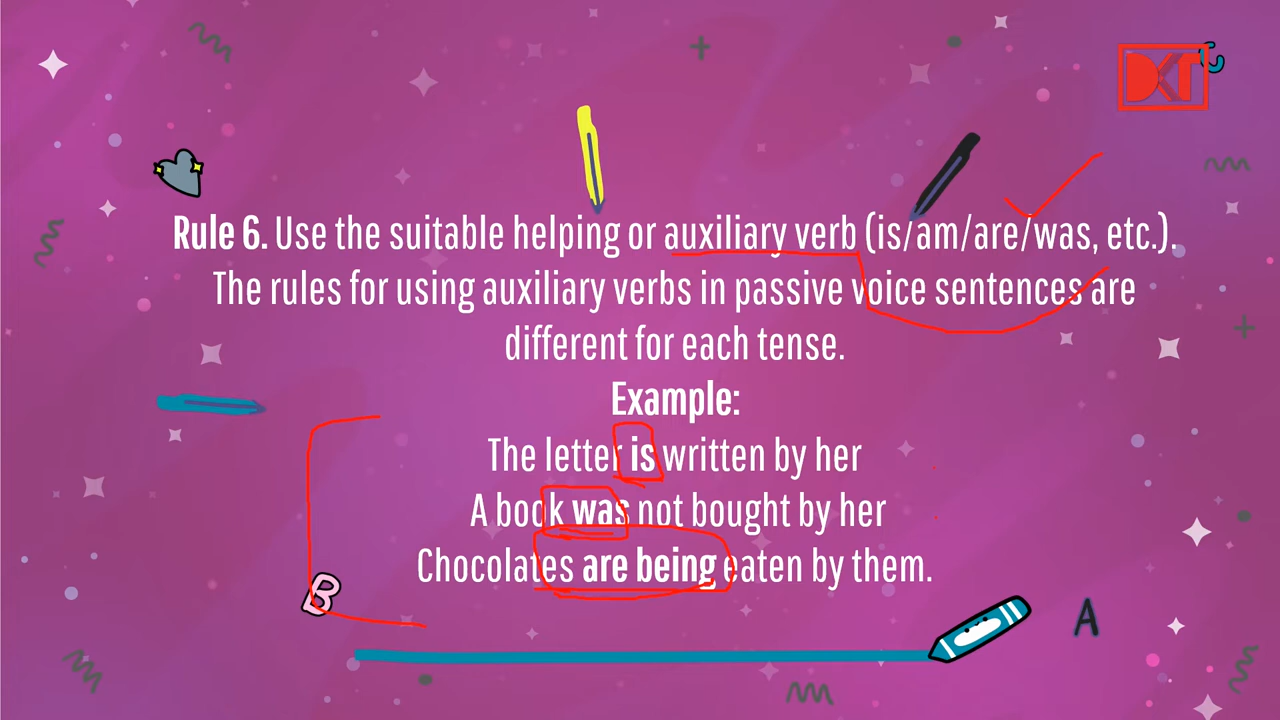 DKT
Rule 6. Use the suitable helping or auxiliary verb (is/am/are/was, etc.).
The rules for using auxiliary verbs in passive voice sentences are
different for each tense.
Example:
The letter is written by her
A book was not bought by her
Chocolates are being eaten by them.
B
A